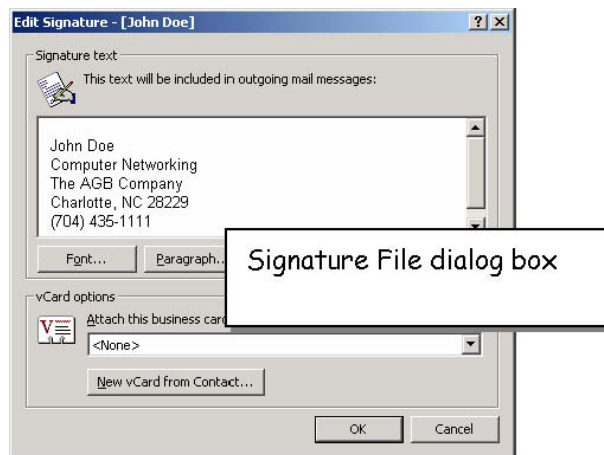 Edit Signature - [John Doe]
Signature text
This text will be included in outgoing mail messages:
John Doe
Computer Networking
The AGB Company
Charlotte, NC 28229
(704) 435-1111
Font...
Paragraph..
Signature File dialog box
vCard options
Attach this business car
<None>
New vCard from Contact...
OK
Cancel